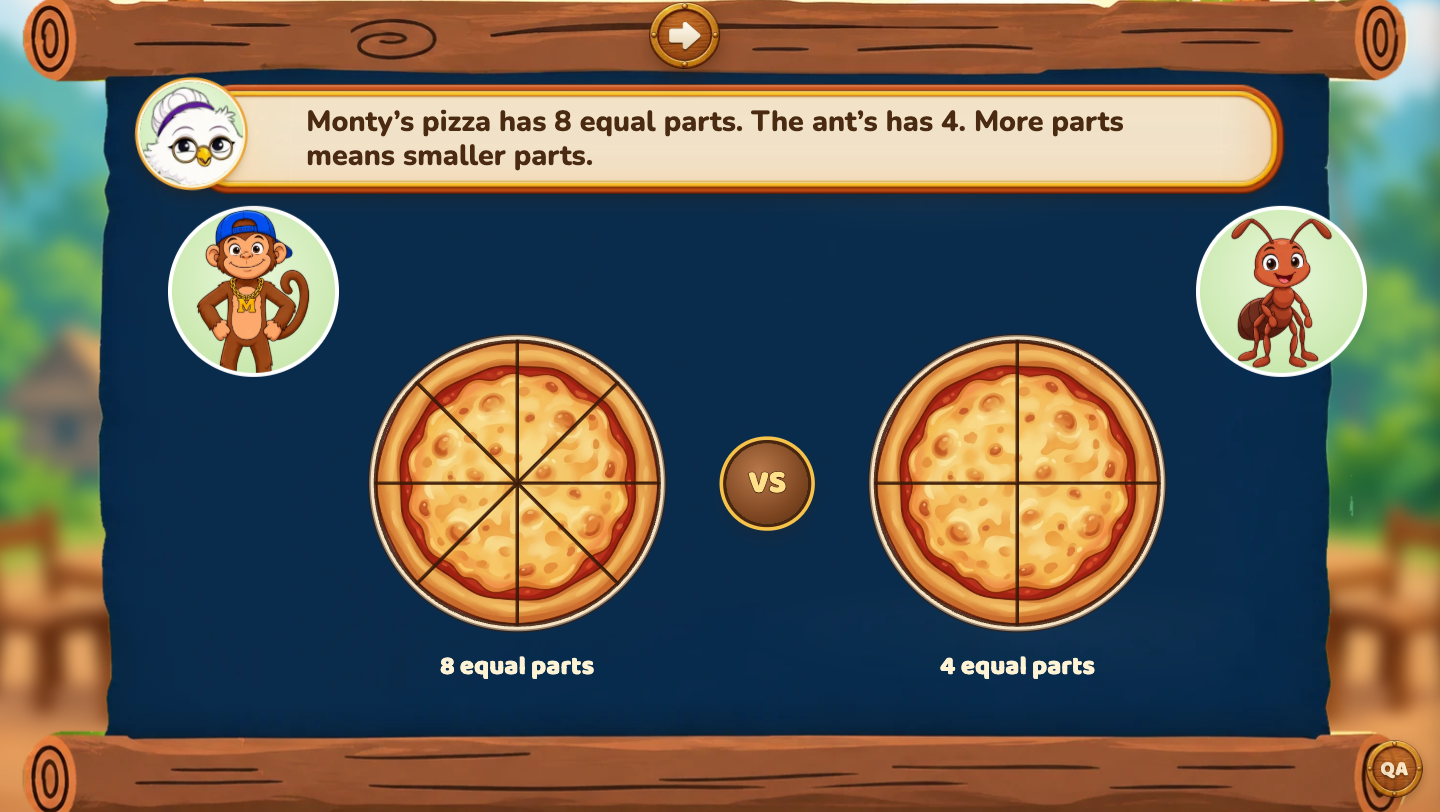 Monty’s pizza has 8 equal parts. The ant’s has 4. More parts
means smaller parts.
M
VS
8 equal parts
4 equal parts
QA